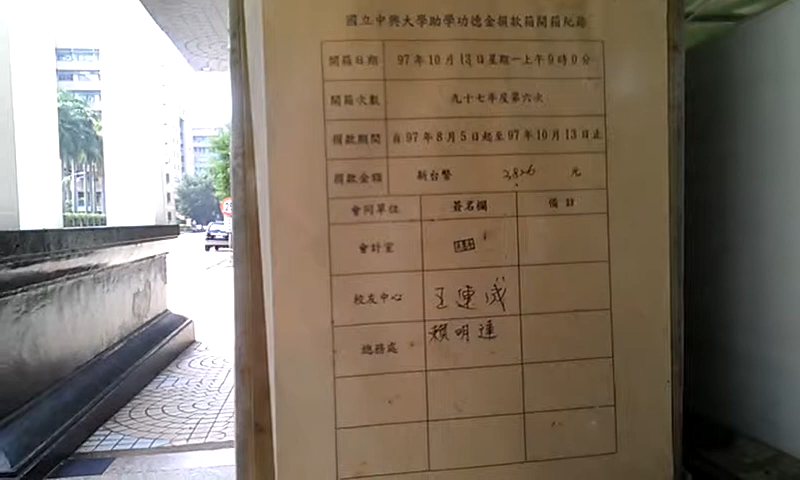 國立中興大學助學功德金捐款箱開箱紀錄
開箱日期 97年10月13日星期一上午9時0分
開箱次數 九十七年度第六次
捐款期間 自97年8月5日起至97年10月13日止
捐款金額 新台幣 3826 元
會同單位 簽名欄 備註
會計室
校友中心 王連成
總務處 賴明達